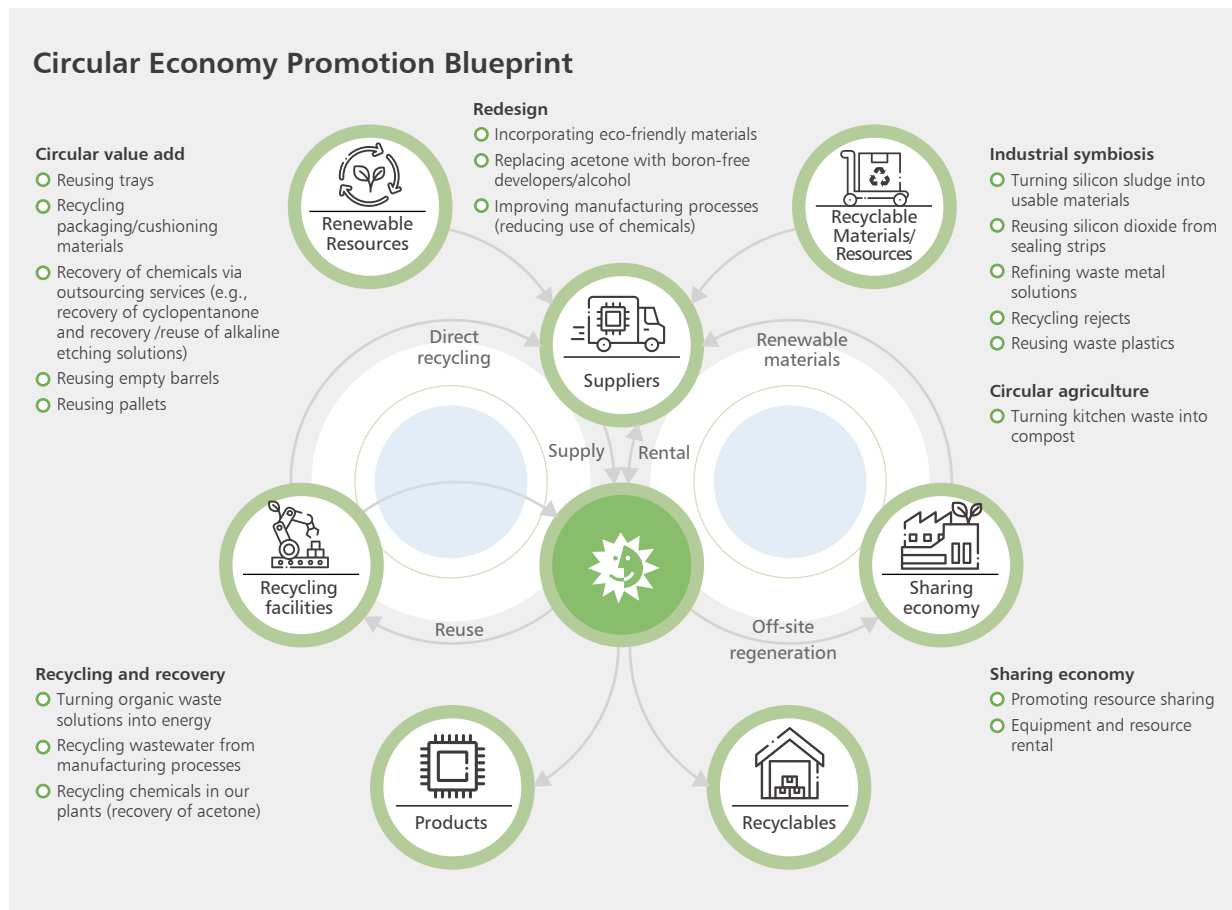 Circular Economy Promotion Blueprint
Circular value add
Reusing trays
Recycling
packaging/cushioning
materials
Recovery of chemicals via
outsourcing services (e.g.,
recovery of cyclopentanone
and recovery /reuse of alkaline
etching solutions)
Reusing empty barrels
Reusing pallets
Redesign
Incorporating eco-friendly materials
Replacing acetone with boron-free
developers/alcohol
Improving manufacturing processes
(reducing use of chemicals)
Industrial symbiosis
Turning silicon sludge into
usable materials
Reusing silicon dioxide from
sealing strips
Refining waste metal
solutions
Recycling rejects
Reusing waste plastics
Circular agriculture
Turning kitchen waste into
compost
Renewable
Resources
Recyclable
Materials/
Resources
Suppliers
Direct
recycling
Renewable
materials
Supply
Rental
Recycling
facilities
Sharing
economy
Reuse
Off-site
regeneration
Recycling and recovery
Turning organic waste
solutions into energy
Recycling wastewater from
manufacturing processes
Recycling chemicals in our
plants (recovery of acetone)
Sharing economy
Promoting resource sharing
Equipment and resource
rental
Products
Recyclables